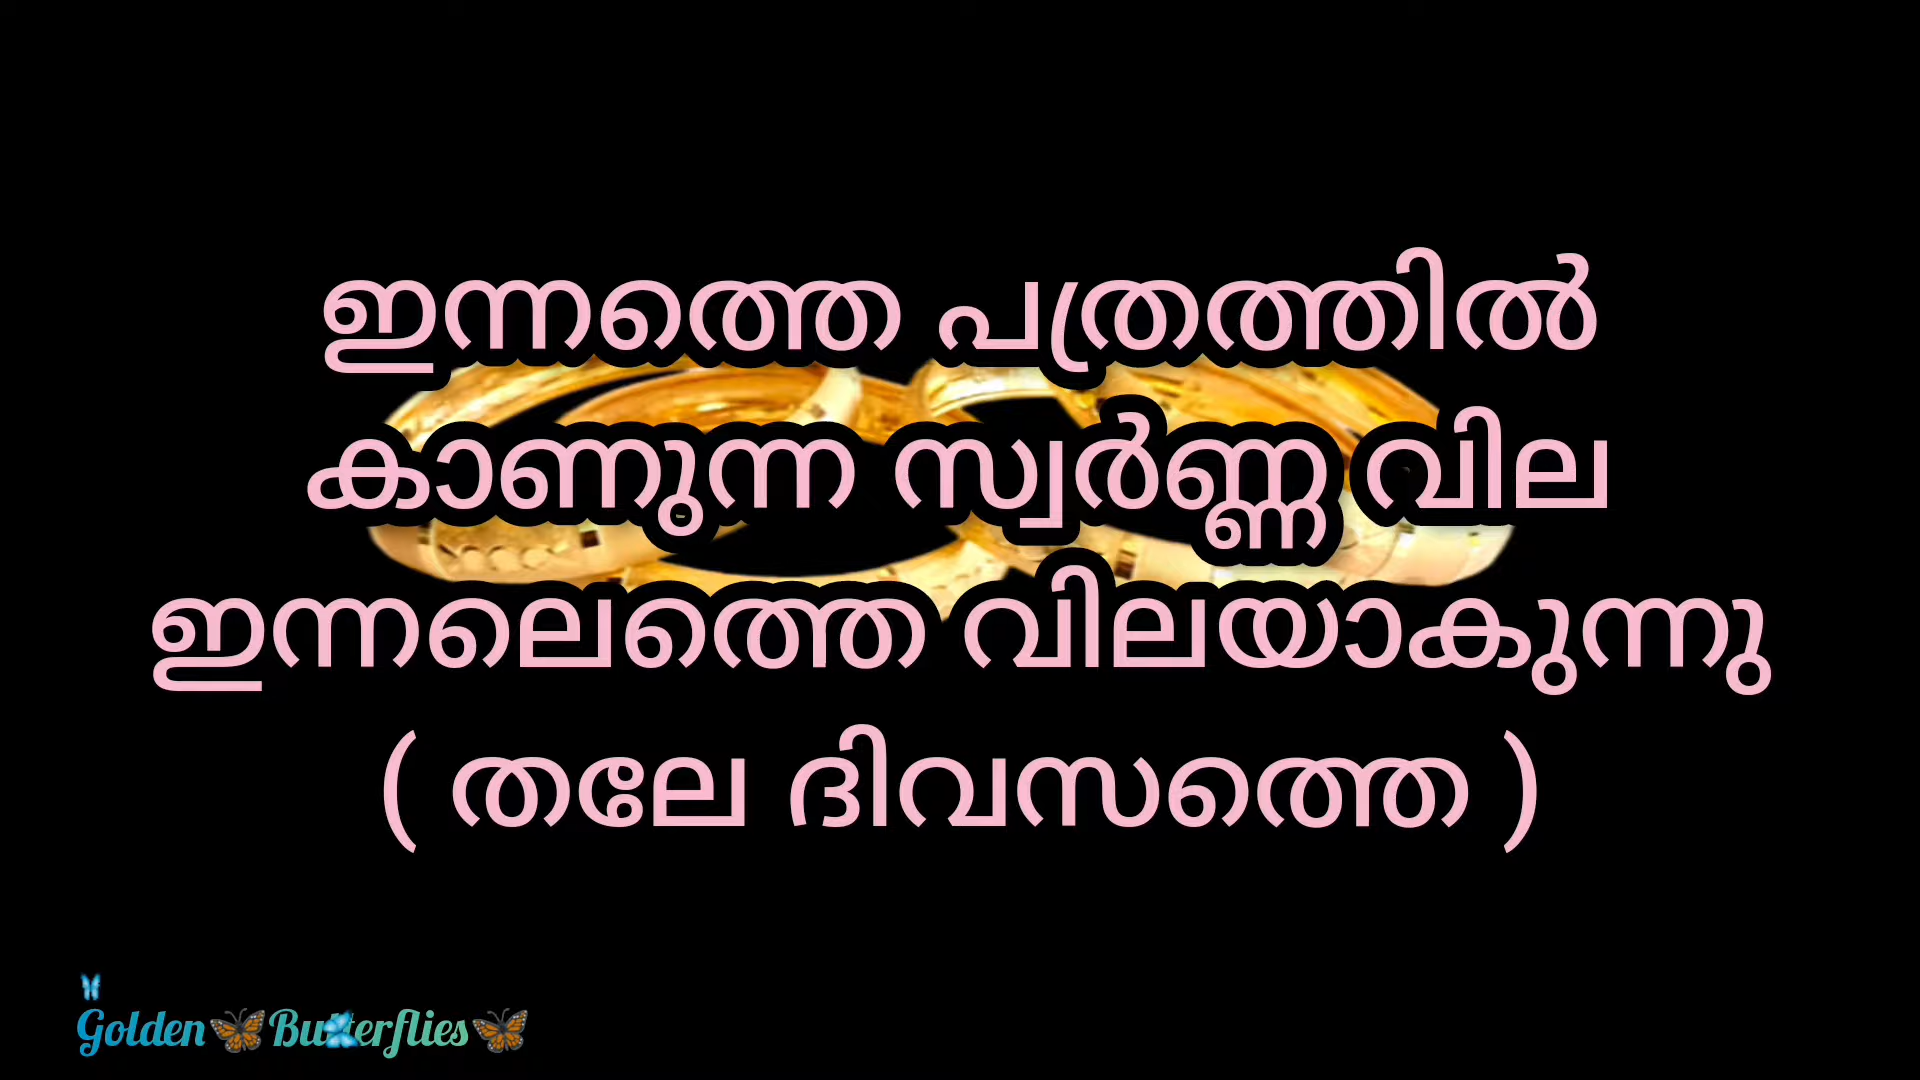 ഇന്നത്തെ പത്രത്തിൽ
കാണുന്ന സ്വർണ്ണ വില
ഇന്നലെത്തെ വിലയാകുന്നു
( തലേ ദിവസത്തെ )
Golden🦋Butterflies🦋